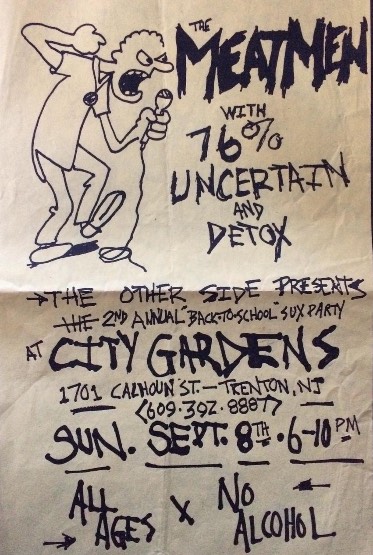 THE
MEATMEN
WITH
76%
UNCERTAIN
AND
DETOX
→THE OTHER SIDE PRESENTS
THE 2ND ANNUAL "BACK-TO-SCHOOL" SUX PARTY
AT CITY GARDENS
1701 CALHOUN ST. — TRENTON, NJ
(609·392·8887)
SUN. SEPT. 8TH · 6-10 PM
ALL AGES X NO ALCOHOL